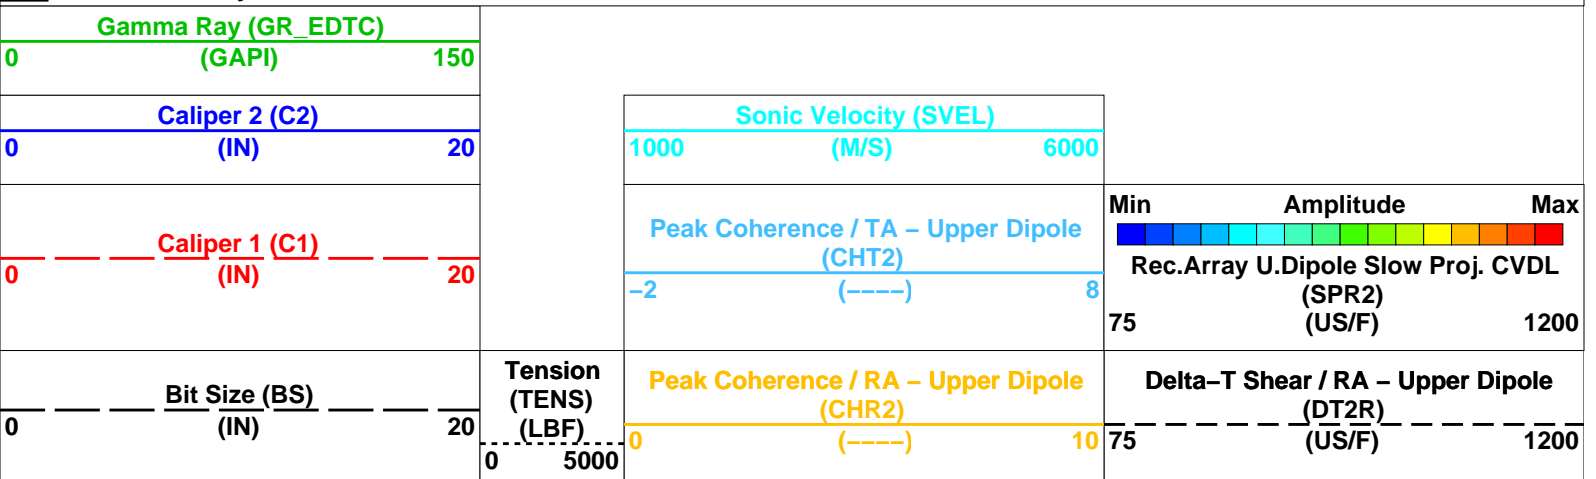 Gamma Ray (GR_EDTC)
0 (GAPI) 150
Caliper 2 (C2)
0 (IN) 20
Caliper 1 (C1)
0 (IN) 20
Bit Size (BS)
0 (IN) 20
Tension
(TENS)
(LBF)
0 5000
Sonic Velocity (SVEL)
1000 (M/S) 6000
Peak Coherence / TA – Upper Dipole
(CHT2)
–2 (––––) 8
Peak Coherence / RA – Upper Dipole
(CHR2)
0 (––––) 10
Min Amplitude Max
Rec.Array U.Dipole Slow Proj. CVDL
(SPR2)
75 (US/F) 1200
Delta–T Shear / RA – Upper Dipole
(DT2R)
75 (US/F) 1200